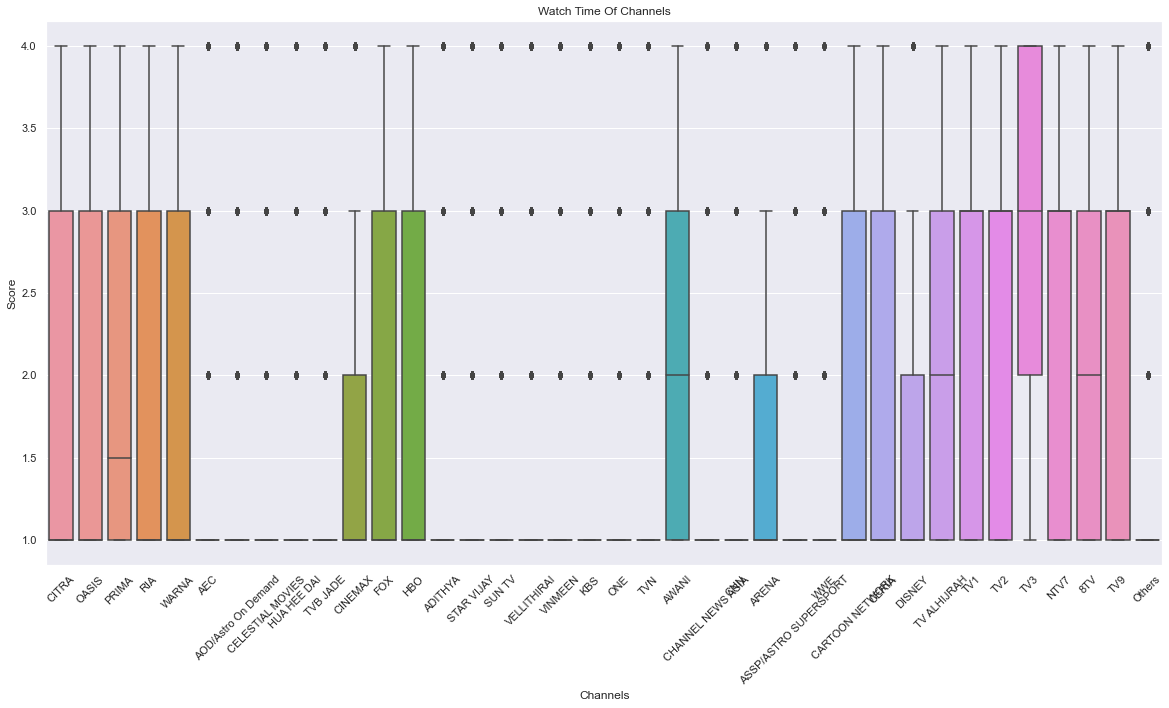 Watch Time Of Channels
4.0
3.5
3.0
2.5
2.0
1.5
1.0
Score
CITRA
OASIS
PRIMA
RIA
WARNA
AEC
AOD/Astro On Demand
CELESTIAL MOVIES
HUA HEE DAI
TVB JADE
CINEMAX
FOX
HBO
ADITHYA
STAR VIJAY
SUN TV
VELLITHIRAI
VINMEEN
KBS
ONE
TVN
AWANI
CHANNEL NEWS ASIA
CNN
ARENA
ASSP/ASTRO SUPERSPORT
WWE
CARTOON NETWORK
CERIA
DISNEY
TV ALHIJRAH
TV1
TV2
TV3
NTV7
8TV
TV9
Others
Channels